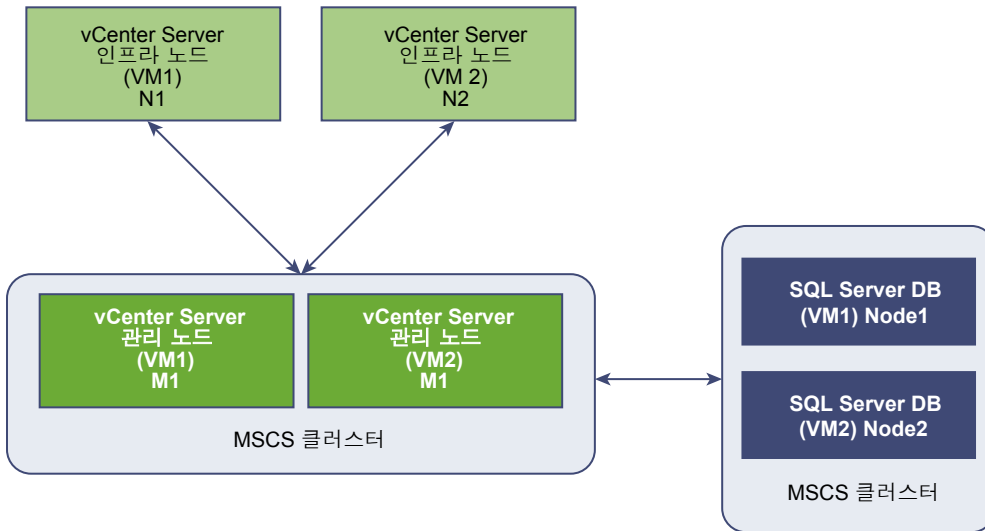 vCenter Server
인프라 노드
(VM1)
N1
vCenter Server
인프라 노드
(VM 2)
N2
vCenter Server
관리 노드
(VM1)
M1
vCenter Server
관리 노드
(VM2)
M1
MSCS 클러스터
SQL Server DB
(VM1) Node1
SQL Server DB
(VM2) Node2
MSCS 클러스터